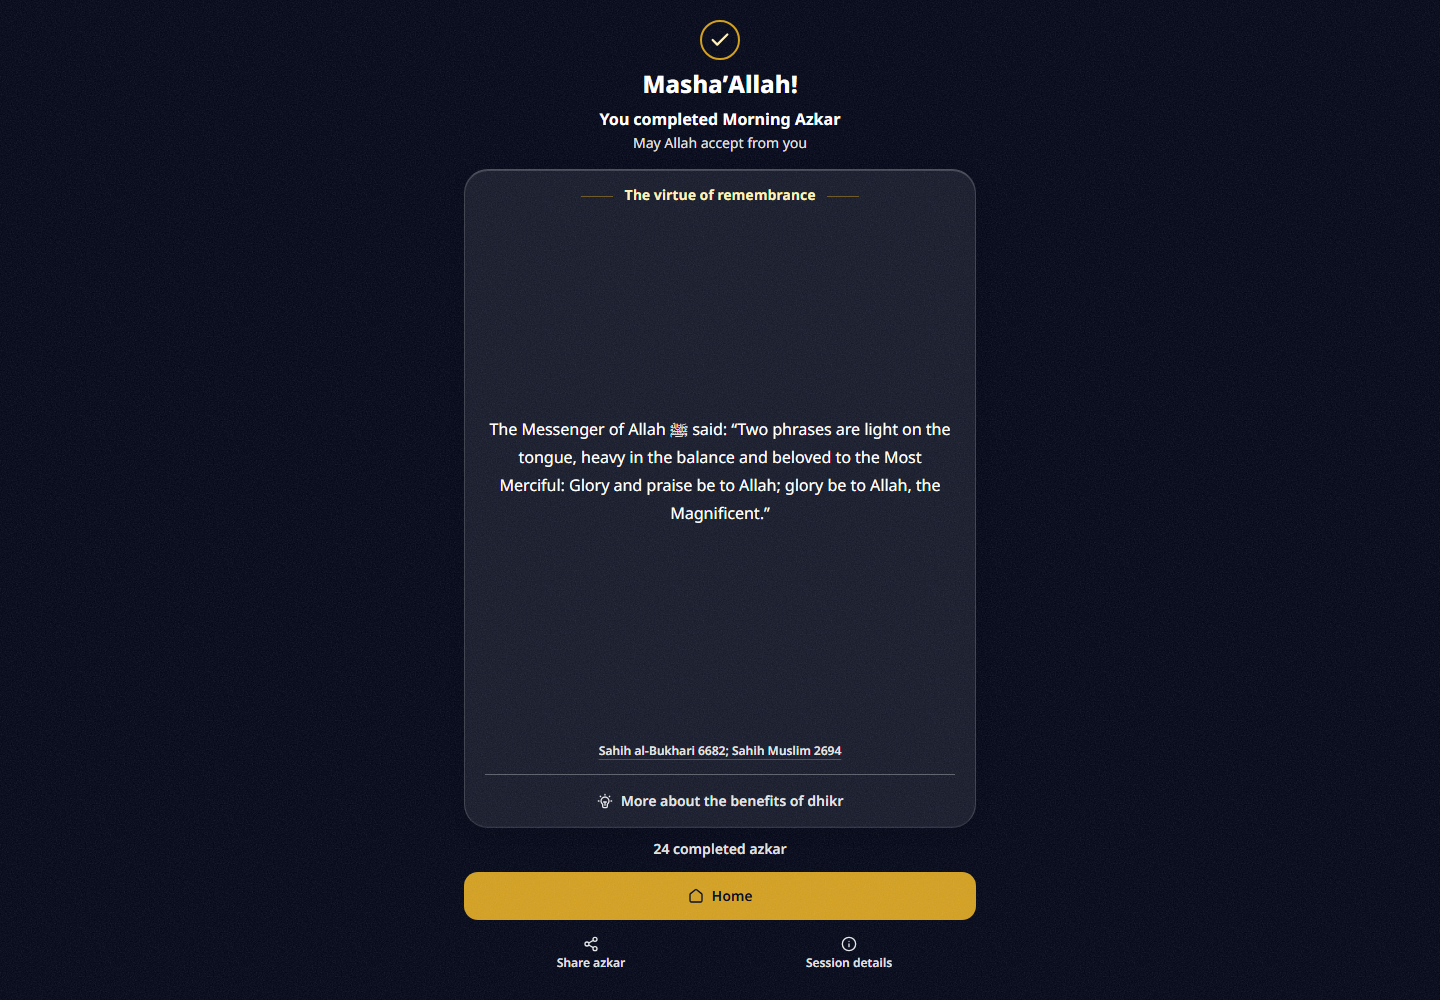 Masha’Allah!
You completed Morning Azkar
May Allah accept from you
The virtue of remembrance
The Messenger of Allah ﷺ said: “Two phrases are light on the
tongue, heavy in the balance and beloved to the Most
Merciful: Glory and praise be to Allah; glory be to Allah, the
Magnificent.”
Sahih al-Bukhari 6682; Sahih Muslim 2694
More about the benefits of dhikr
24 completed azkar
Home
Share azkar
Session details